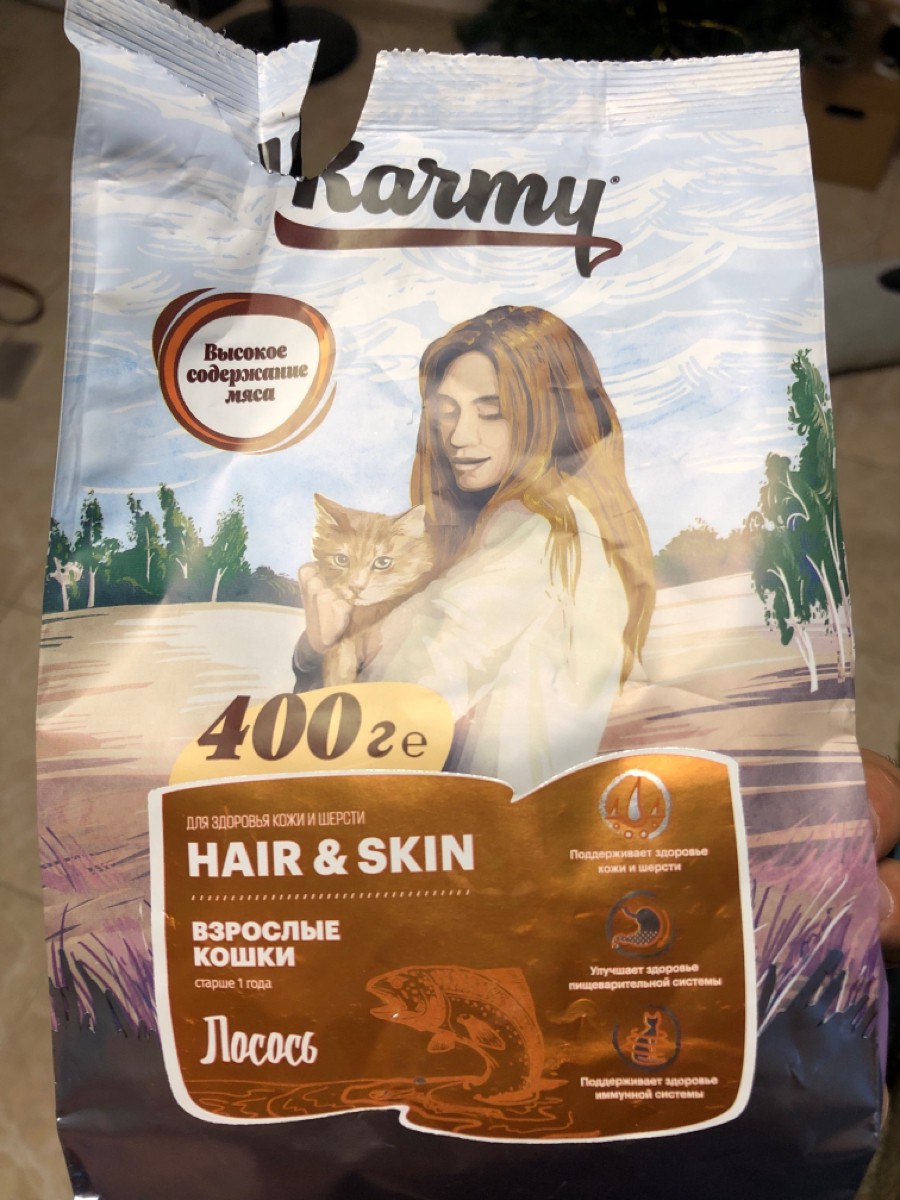 Karmy®
Высокое
содержание
мяса
400 г е
ДЛЯ ЗДОРОВЬЯ КОЖИ И ШЕРСТИ
HAIR & SKIN
ВЗРОСЛЫЕ
КОШКИ
старше 1 года
Лосось
Поддерживает здоровье
кожи и шерсти
Улучшает здоровье
пищеварительной системы
Поддерживает здоровье
иммунной системы